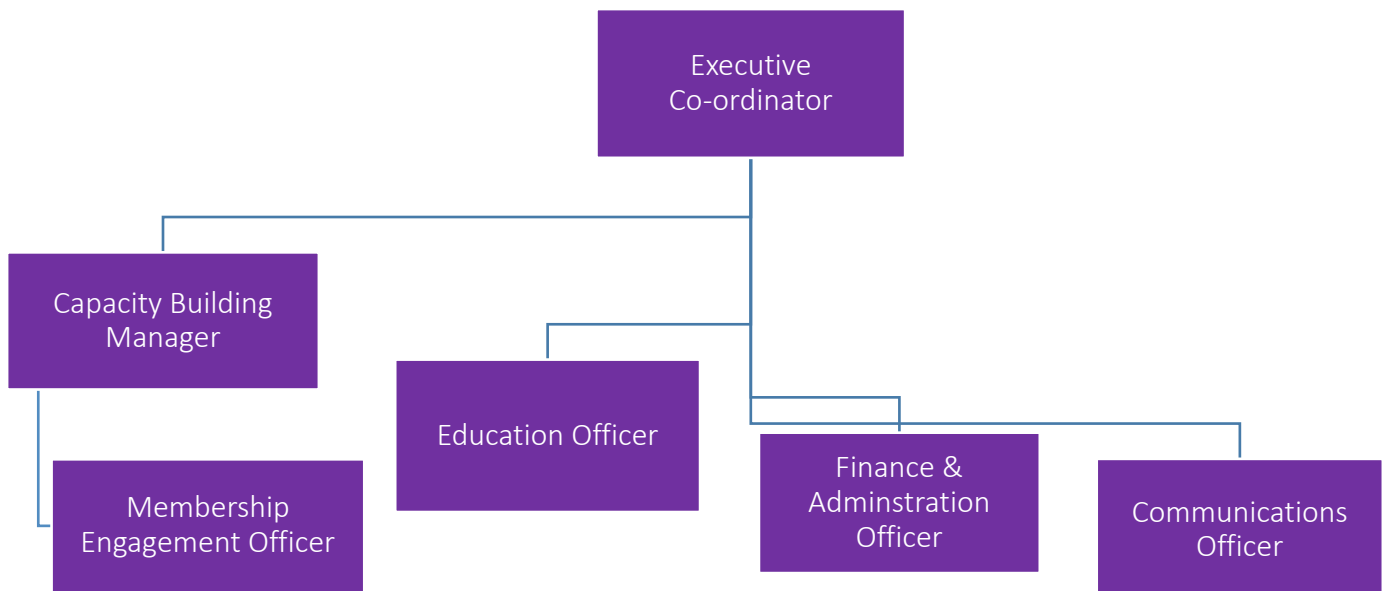 Executive
Co-ordinator
Capacity Building
Manager
Membership
Engagement Officer
Education Officer
Finance &
Adminstration
Officer
Communications
Officer